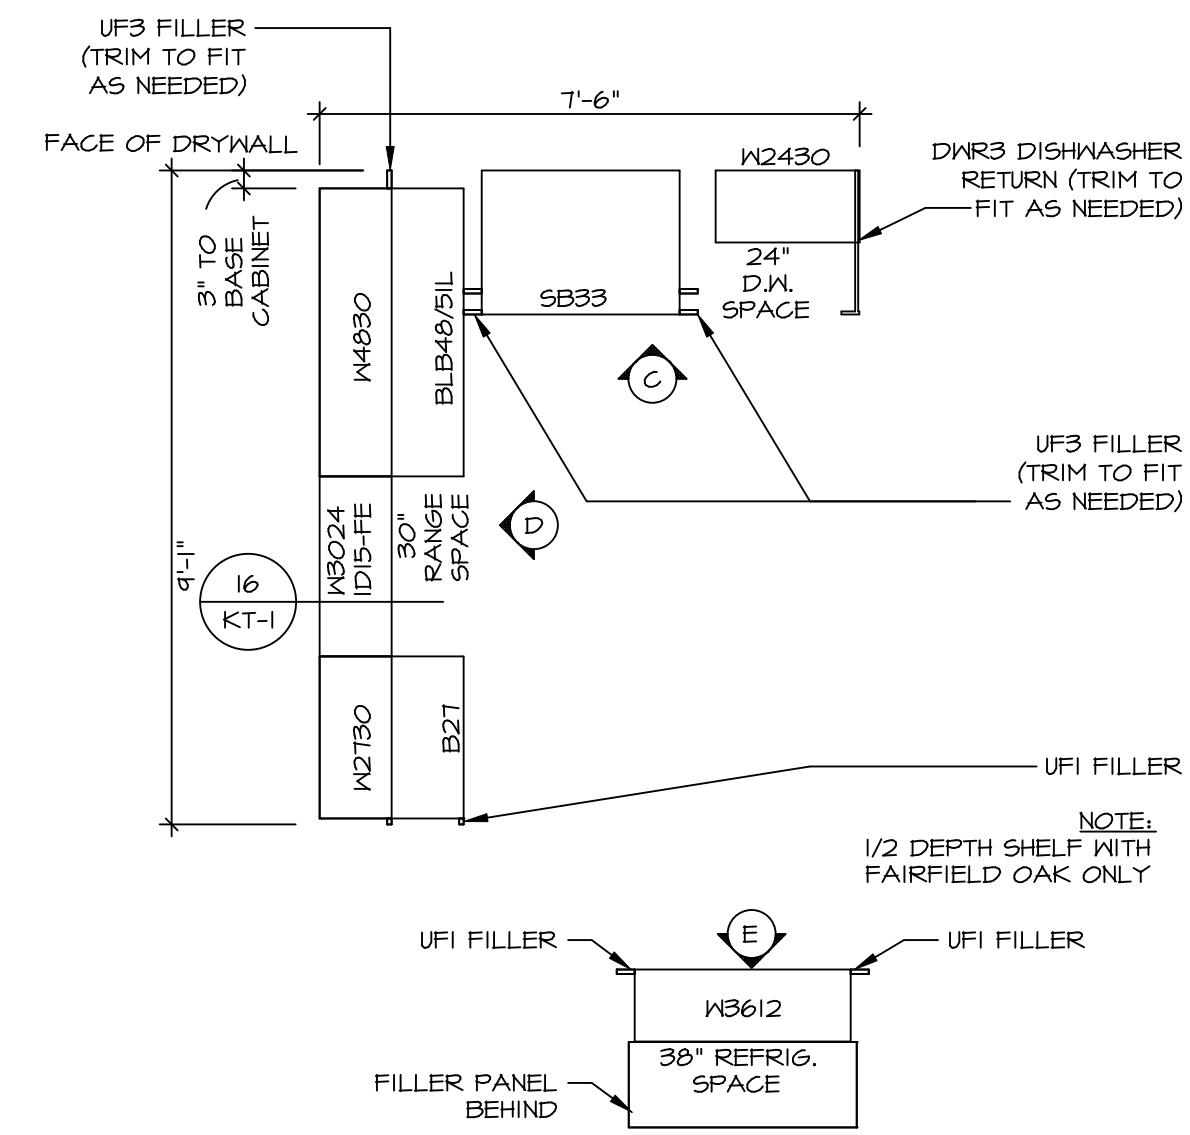 UF3 FILLER
(TRIM TO FIT
AS NEEDED)
7'-6"
FACE OF DRYWALL
W2430
DWR3 DISHWASHER
RETURN (TRIM TO
FIT AS NEEDED)
3" TO
BASE
CABINET
W4830
BLB48/51L
SB33
24"
D.W.
SPACE
C
UF3 FILLER
(TRIM TO FIT
AS NEEDED)
9'-1"
W3024
1D15-FE
30"
RANGE
SPACE
D
16
KT-1
W2730
B27
UF1 FILLER
NOTE:
1/2 DEPTH SHELF WITH
FAIRFIELD OAK ONLY
UF1 FILLER
E
UF1 FILLER
W3612
38" REFRIG.
SPACE
FILLER PANEL
BEHIND